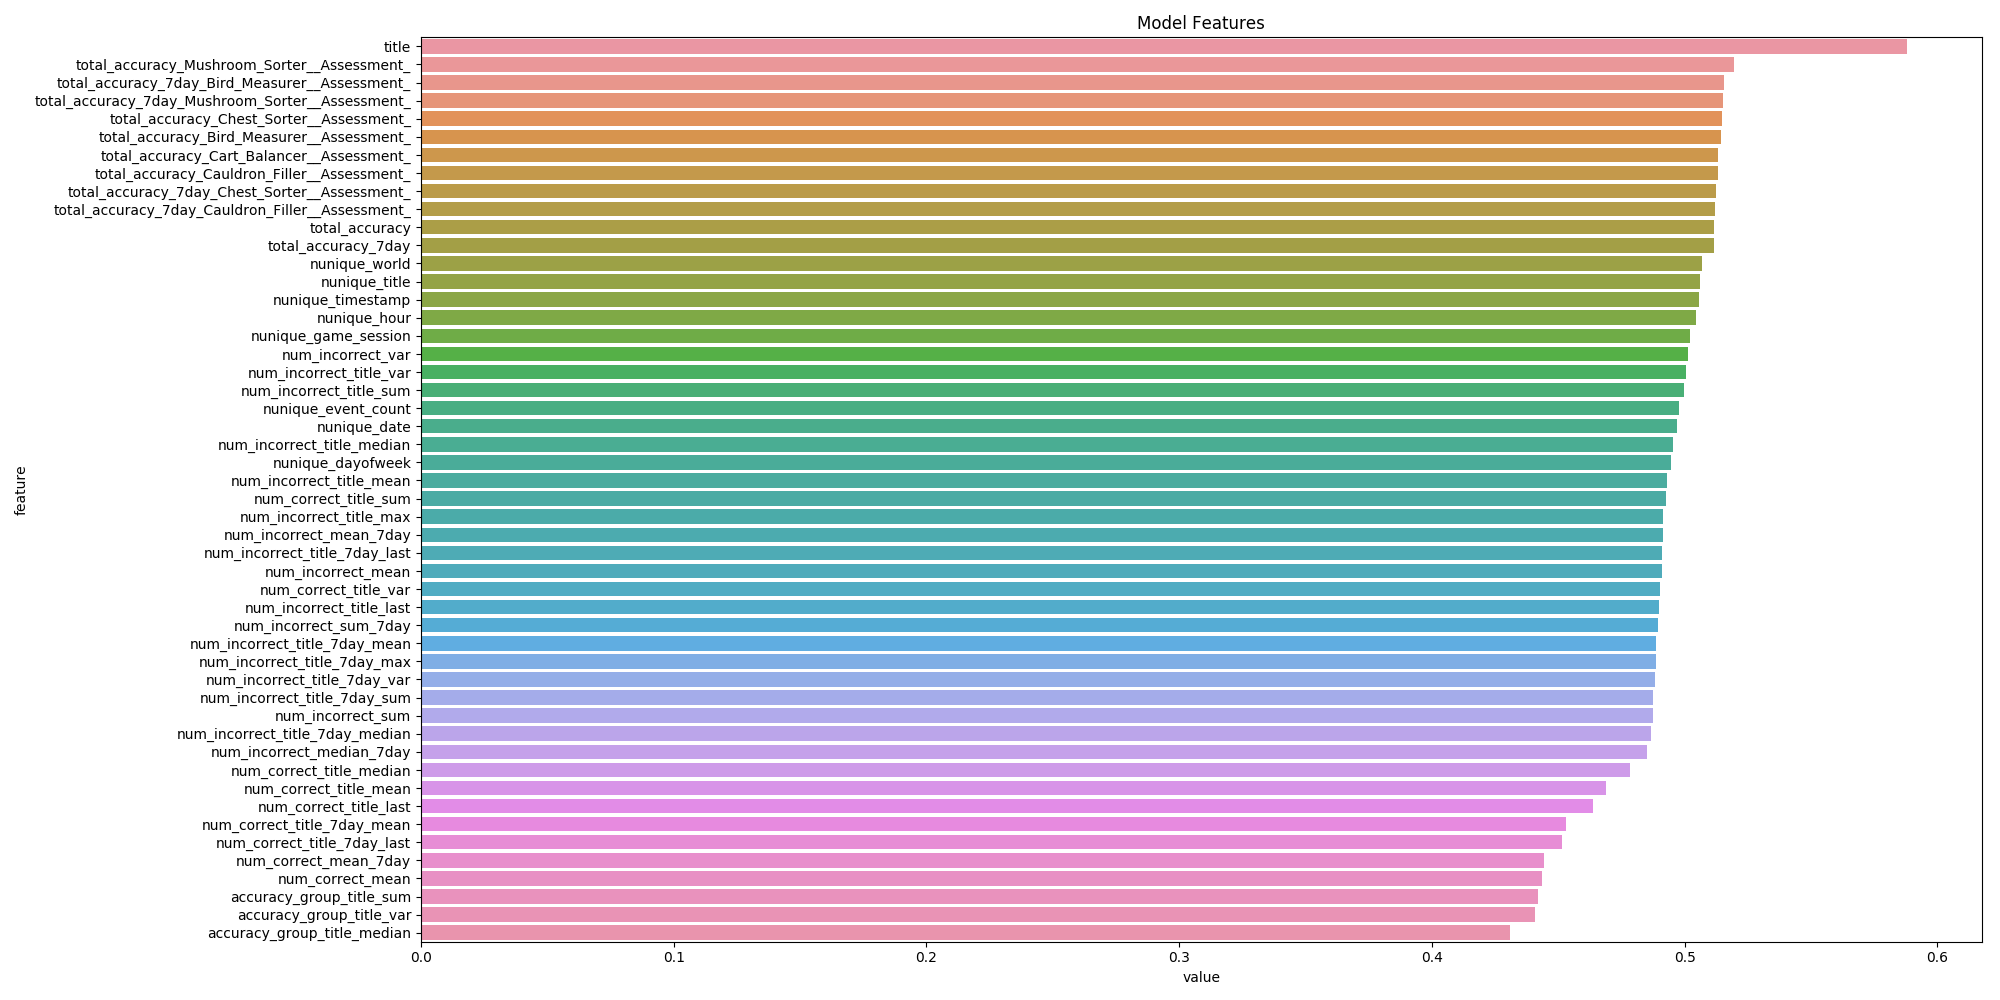 Model Features
title
total_accuracy_Mushroom_Sorter__Assessment_
total_accuracy_7day_Bird_Measurer__Assessment_
total_accuracy_7day_Mushroom_Sorter__Assessment_
total_accuracy_Chest_Sorter__Assessment_
total_accuracy_Bird_Measurer__Assessment_
total_accuracy_Cart_Balancer__Assessment_
total_accuracy_Cauldron_Filler__Assessment_
total_accuracy_7day_Chest_Sorter__Assessment_
total_accuracy_7day_Cauldron_Filler__Assessment_
total_accuracy
total_accuracy_7day
nunique_world
nunique_title
nunique_timestamp
nunique_hour
nunique_game_session
num_incorrect_var
num_incorrect_title_var
num_incorrect_title_sum
nunique_event_count
nunique_date
num_incorrect_title_median
nunique_dayofweek
num_incorrect_title_mean
num_correct_title_sum
num_incorrect_title_max
num_incorrect_mean_7day
num_incorrect_title_7day_last
num_incorrect_mean
num_correct_title_var
num_incorrect_title_last
num_incorrect_sum_7day
num_incorrect_title_7day_mean
num_incorrect_title_7day_max
num_incorrect_title_7day_var
num_incorrect_title_7day_sum
num_incorrect_sum
num_incorrect_title_7day_median
num_incorrect_median_7day
num_correct_title_median
num_correct_title_mean
num_correct_title_last
num_correct_title_7day_mean
num_correct_title_7day_last
num_correct_mean_7day
num_correct_mean
accuracy_group_title_sum
accuracy_group_title_var
accuracy_group_title_median
feature
0.0 0.1 0.2 0.3 0.4 0.5 0.6
value